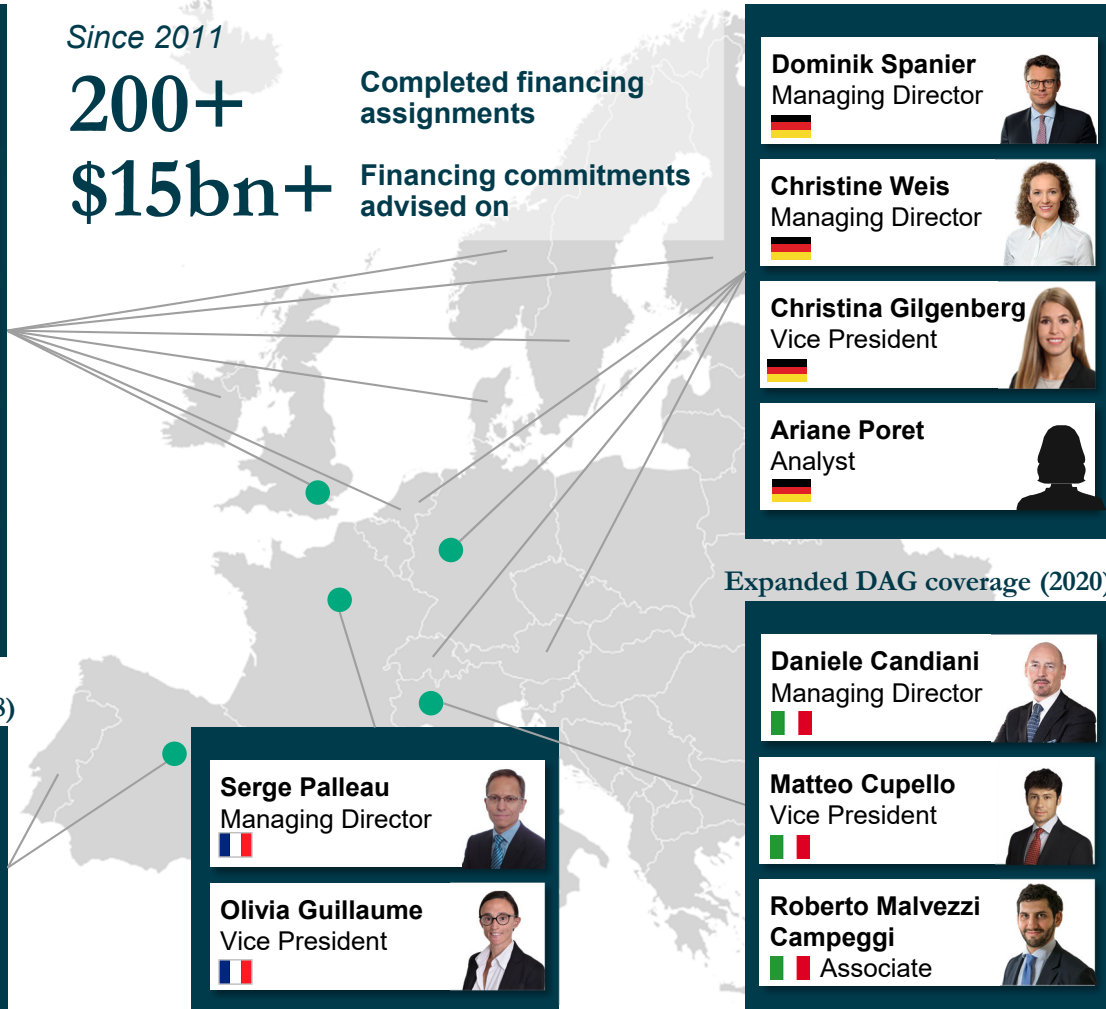 Since 2011
200+
Completed financing
assignments
$15bn+
Financing commitments
advised on
Dominik Spanier
Managing Director
Christine Weis
Managing Director
Christina Gilgenberg
Vice President
Ariane Poret
Analyst
Expanded DAG coverage (2020)
Daniele Candiani
Managing Director
Matteo Cupello
Vice President
Roberto Malvezzi
Campeggi
Associate
Serge Palleau
Managing Director
Olivia Guillaume
Vice President